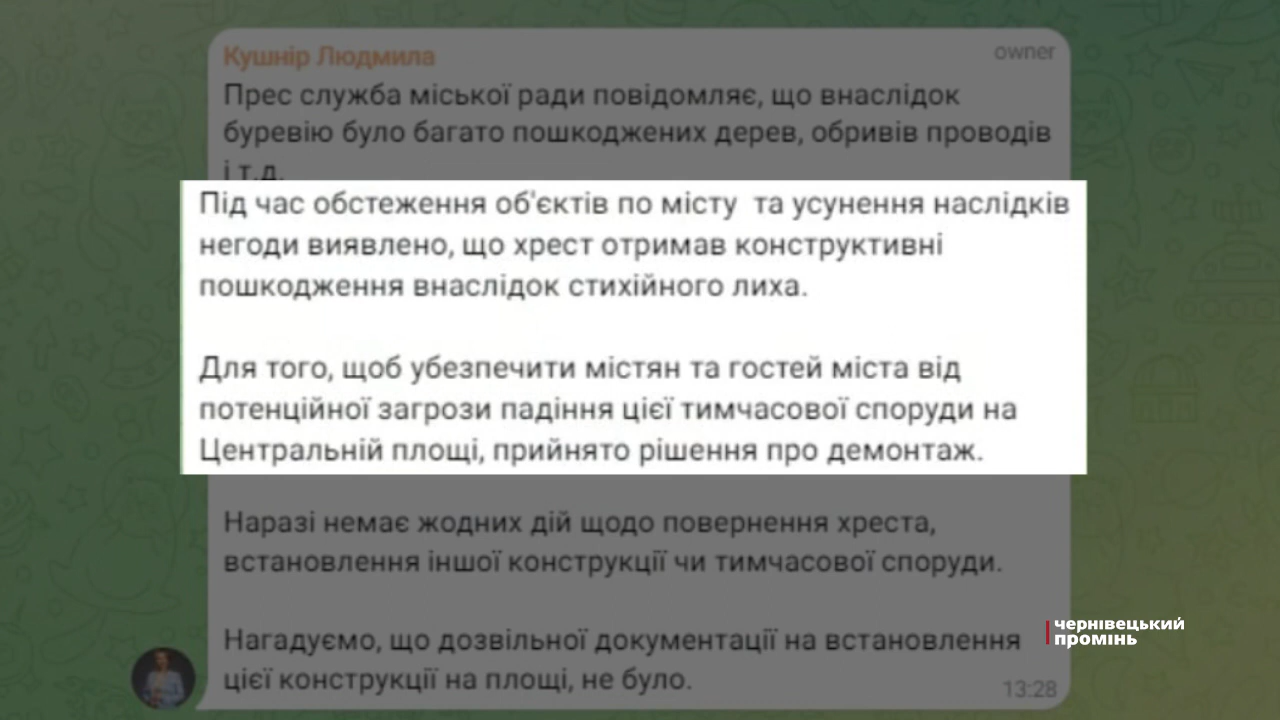 Кушнір Людмила
owner
Прес служба міської ради повідомляє, що внаслідок
буревію було багато пошкоджених дерев, обривів проводів
і т.д.
Під час обстеження об'єктів по місту та усунення наслідків
негоди виявлено, що хрест отримав конструктивні
пошкодження внаслідок стихійного лиха.
Для того, щоб убезпечити містян та гостей міста від
потенційної загрози падіння цієї тимчасової споруди на
Центральній площі, прийнято рішення про демонтаж.
Наразі немає жодних дій щодо повернення хреста,
встановлення іншої конструкції чи тимчасової споруди.
Нагадуємо, що дозвільної документації на встановлення
цієї конструкції на площі, не було.
13:28
чернівецький
промінь